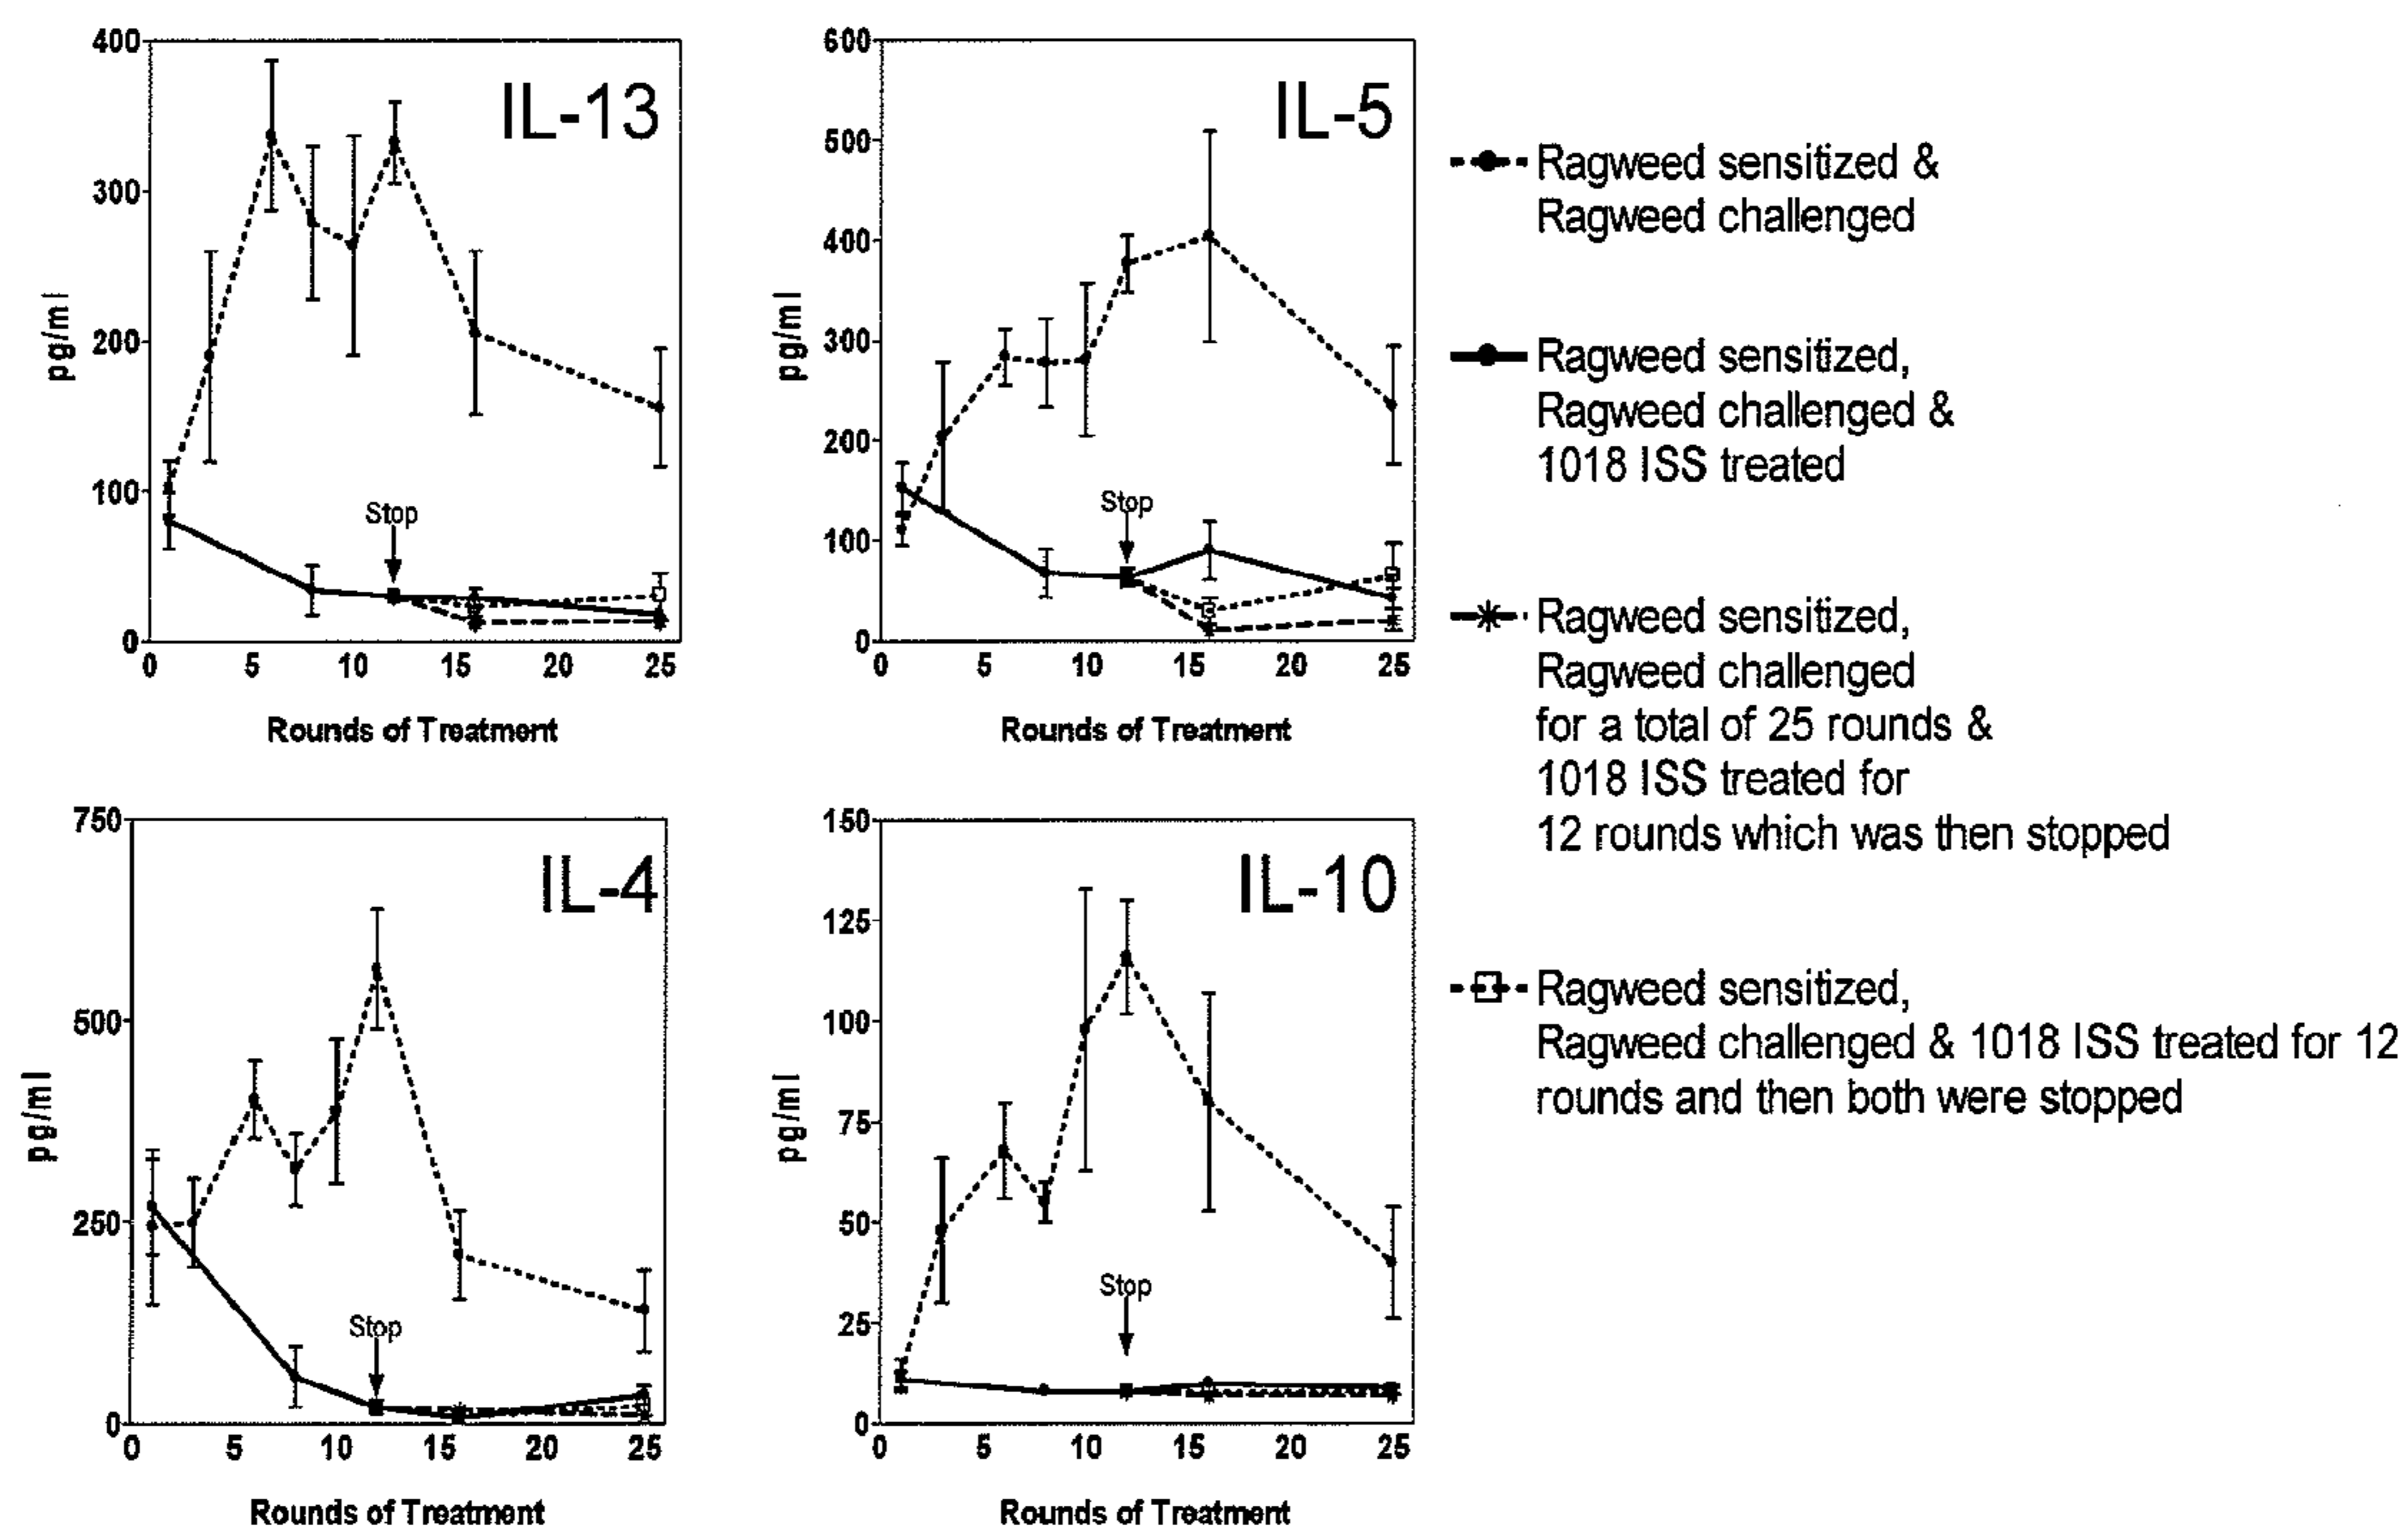 IL-13
400
300
200
100
0
pg/ml
Stop
0 5 10 15 20 25
Rounds of Treatment
IL-5
600
500
400
300
200
100
0
pg/ml
Stop
0 5 10 15 20 25
Rounds of Treatment
IL-4
750
500
250
0
pg/ml
Stop
0 5 10 15 20 25
Rounds of Treatment
IL-10
150
125
100
75
50
25
0
pg/ml
Stop
0 5 10 15 20 25
Rounds of Treatment
Ragweed sensitized &
Ragweed challenged
Ragweed sensitized,
Ragweed challenged &
1018 ISS treated
Ragweed sensitized,
Ragweed challenged
for a total of 25 rounds &
1018 ISS treated for
12 rounds which was then stopped
Ragweed sensitized,
Ragweed challenged & 1018 ISS treated for 12
rounds and then both were stopped